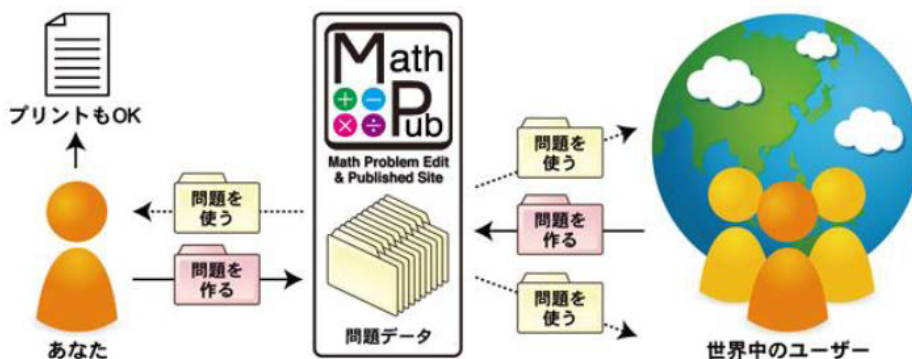 プリントもOK
Math
Pub
Math Problem Edit
& Published Site
問題を
使う
問題を
作る
あなた
問題データ
問題を
使う
問題を
作る
問題を
使う
世界中のユーザー